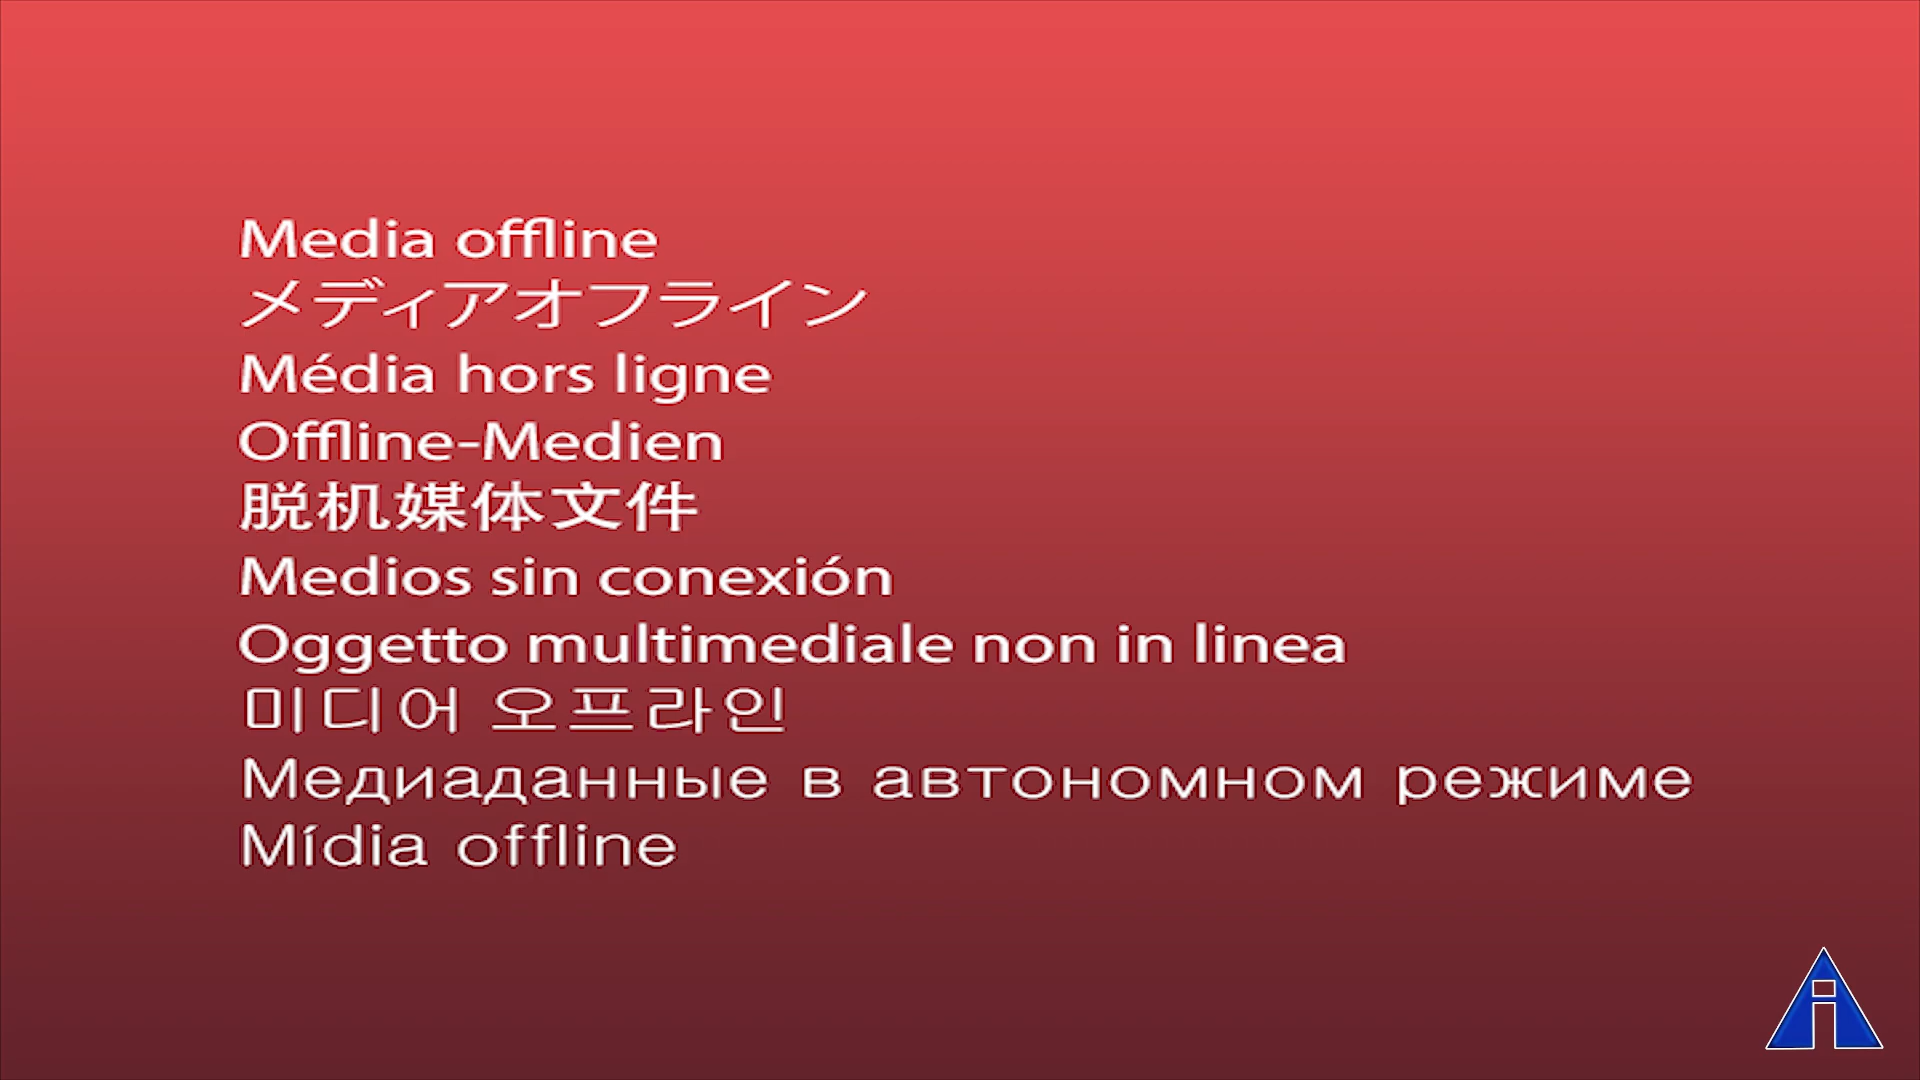 Media offline
メディアオフライン
Média hors ligne
Offline-Medien
脱机媒体文件
Medios sin conexión
Oggetto multimediale non in linea
미디어 오프라인
Медиаданные в автономном режиме
Mídia offline